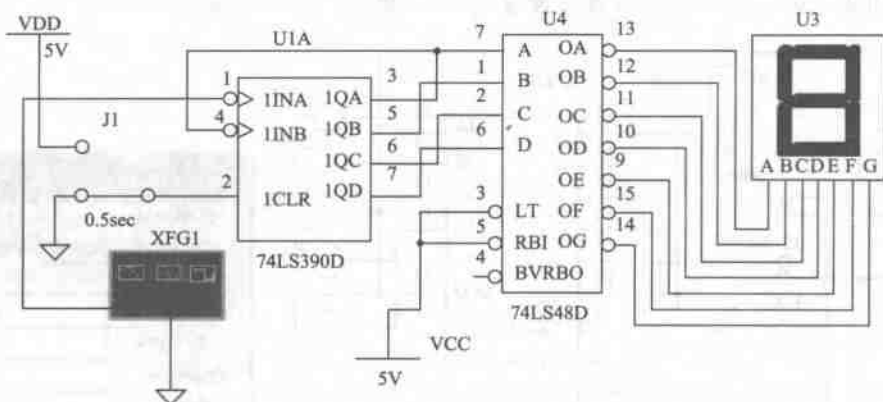 VDD
5V
J1
0.5sec
XFG1
U1A
1
4
2
1INA
1INB
1CLR
1QA
1QB
1QC
1QD
3
5
6
7
74LS390D
VCC
5V
U4
7
1
2
6
3
5
4
A
B
C
D
LT
RBI
BVRBO
OA
OB
OC
OD
OE
OF
OG
13
12
11
10
9
15
14
74LS48D
U3
A B C D E F G